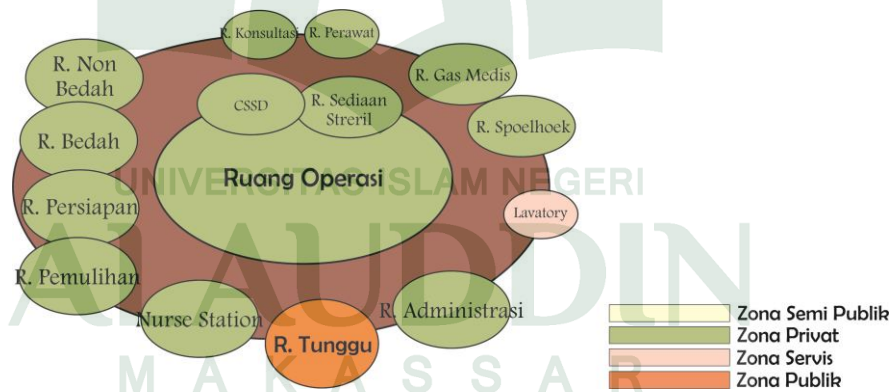 R. Konsultasi
R. Perawat
R. Non
Bedah
R. Gas Medis
CSSD
R. Sediaan
Streril
R. Spoelhoek
R. Bedah
Ruang Operasi
UNIVERSITAS ISLAM NEGERI
R. Persiapan
Lavatory
ALAUDDIN
R. Pemulihan
Nurse Station
R. Administrasi
R. Tunggu
MAKASSAR
Zona Semi Publik
Zona Privat
Zona Servis
Zona Publik